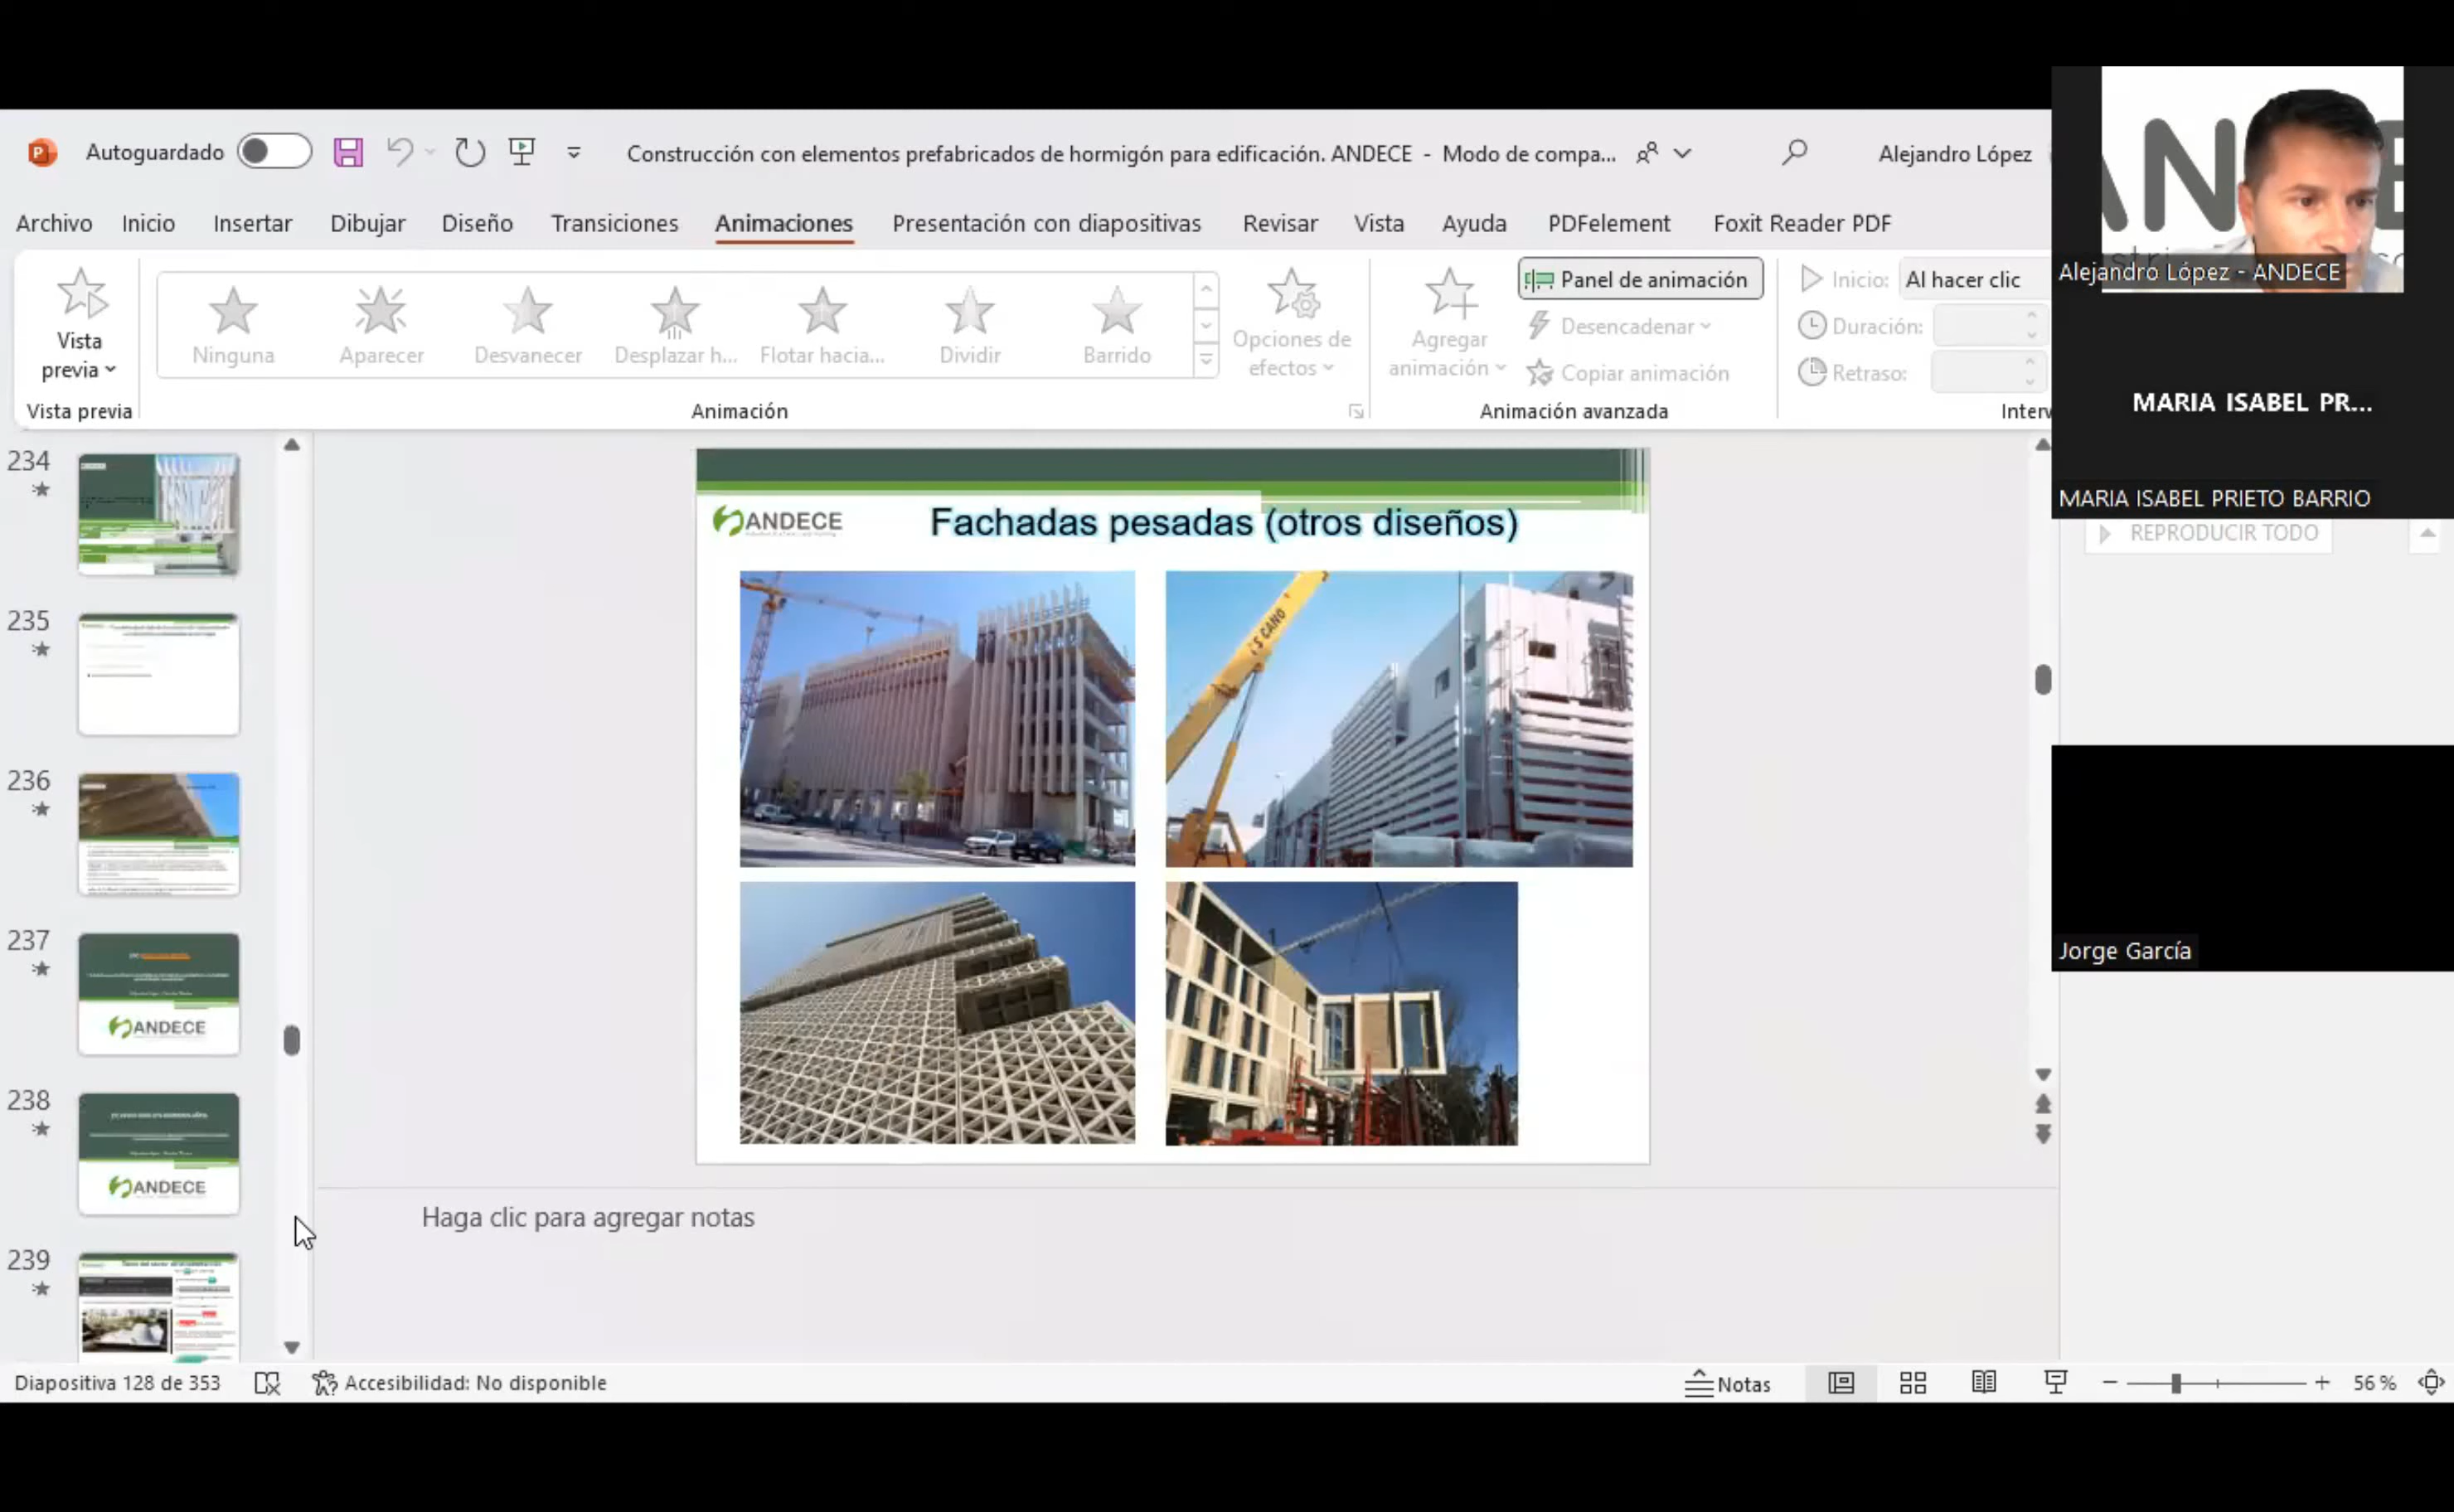 Autoguardado
Construcción con elementos prefabricados de hormigón para edificación. ANDECE - Modo de compa...
Alejandro López
Archivo Inicio Insertar Dibujar Diseño Transiciones Animaciones Presentación con diapositivas Revisar Vista Ayuda PDFelement Foxit Reader PDF
Vista previa
Vista previa
Ninguna Aparecer Desvanecer Desplazar h... Flotar hacia... Dividir Barrido
Animación
Opciones de efectos
Agregar animación
Panel de animación
Desencadenar
Copiar animación
Animación avanzada
Inicio: Al hacer clic
Duración:
Retraso:
Interv
Alejandro López - ANDECE
MARIA ISABEL PR...
MARIA ISABEL PRIETO BARRIO
REPRODUCIR TODO
Jorge García
234
235
236
237
ANDECE
238
ANDECE
239
ANDECE
Fachadas pesadas (otros diseños)
S CANO
Haga clic para agregar notas
Diapositiva 128 de 353
Accesibilidad: No disponible
Notas
56 %